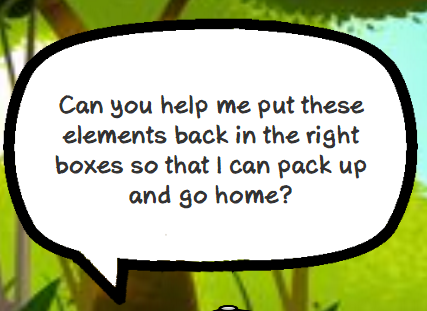 Can you help me put these
elements back in the right
boxes so that I can pack up
and go home?